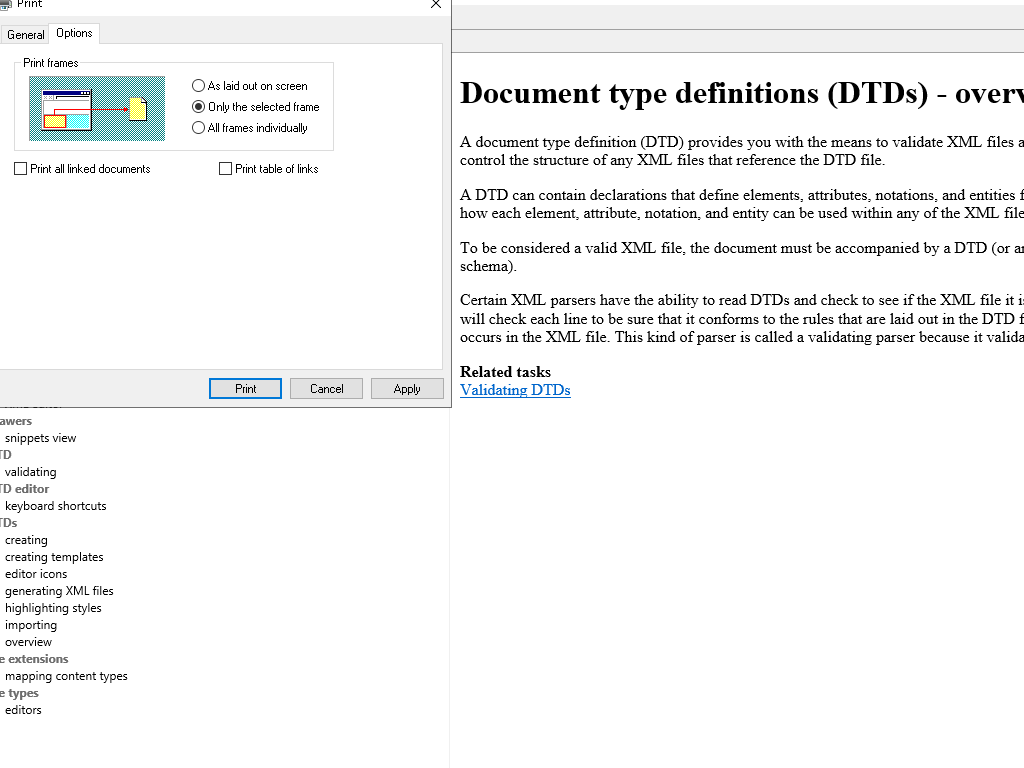 Print
General
Options
Print frames
As laid out on screen
Only the selected frame
All frames individually
Print all linked documents
Print table of links
Print
Cancel
Apply
awers
snippets view
TD
validating
TD editor
keyboard shortcuts
TDs
creating
creating templates
editor icons
generating XML files
highlighting styles
importing
overview
e extensions
mapping content types
e types
editors
Document type definitions (DTDs) - overv
A document type definition (DTD) provides you with the means to validate XML files a
control the structure of any XML files that reference the DTD file.
A DTD can contain declarations that define elements, attributes, notations, and entities f
how each element, attribute, notation, and entity can be used within any of the XML file
To be considered a valid XML file, the document must be accompanied by a DTD (or an
schema).
Certain XML parsers have the ability to read DTDs and check to see if the XML file it is
will check each line to be sure that it conforms to the rules that are laid out in the DTD f
occurs in the XML file. This kind of parser is called a validating parser because it valida
Related tasks
Validating DTDs